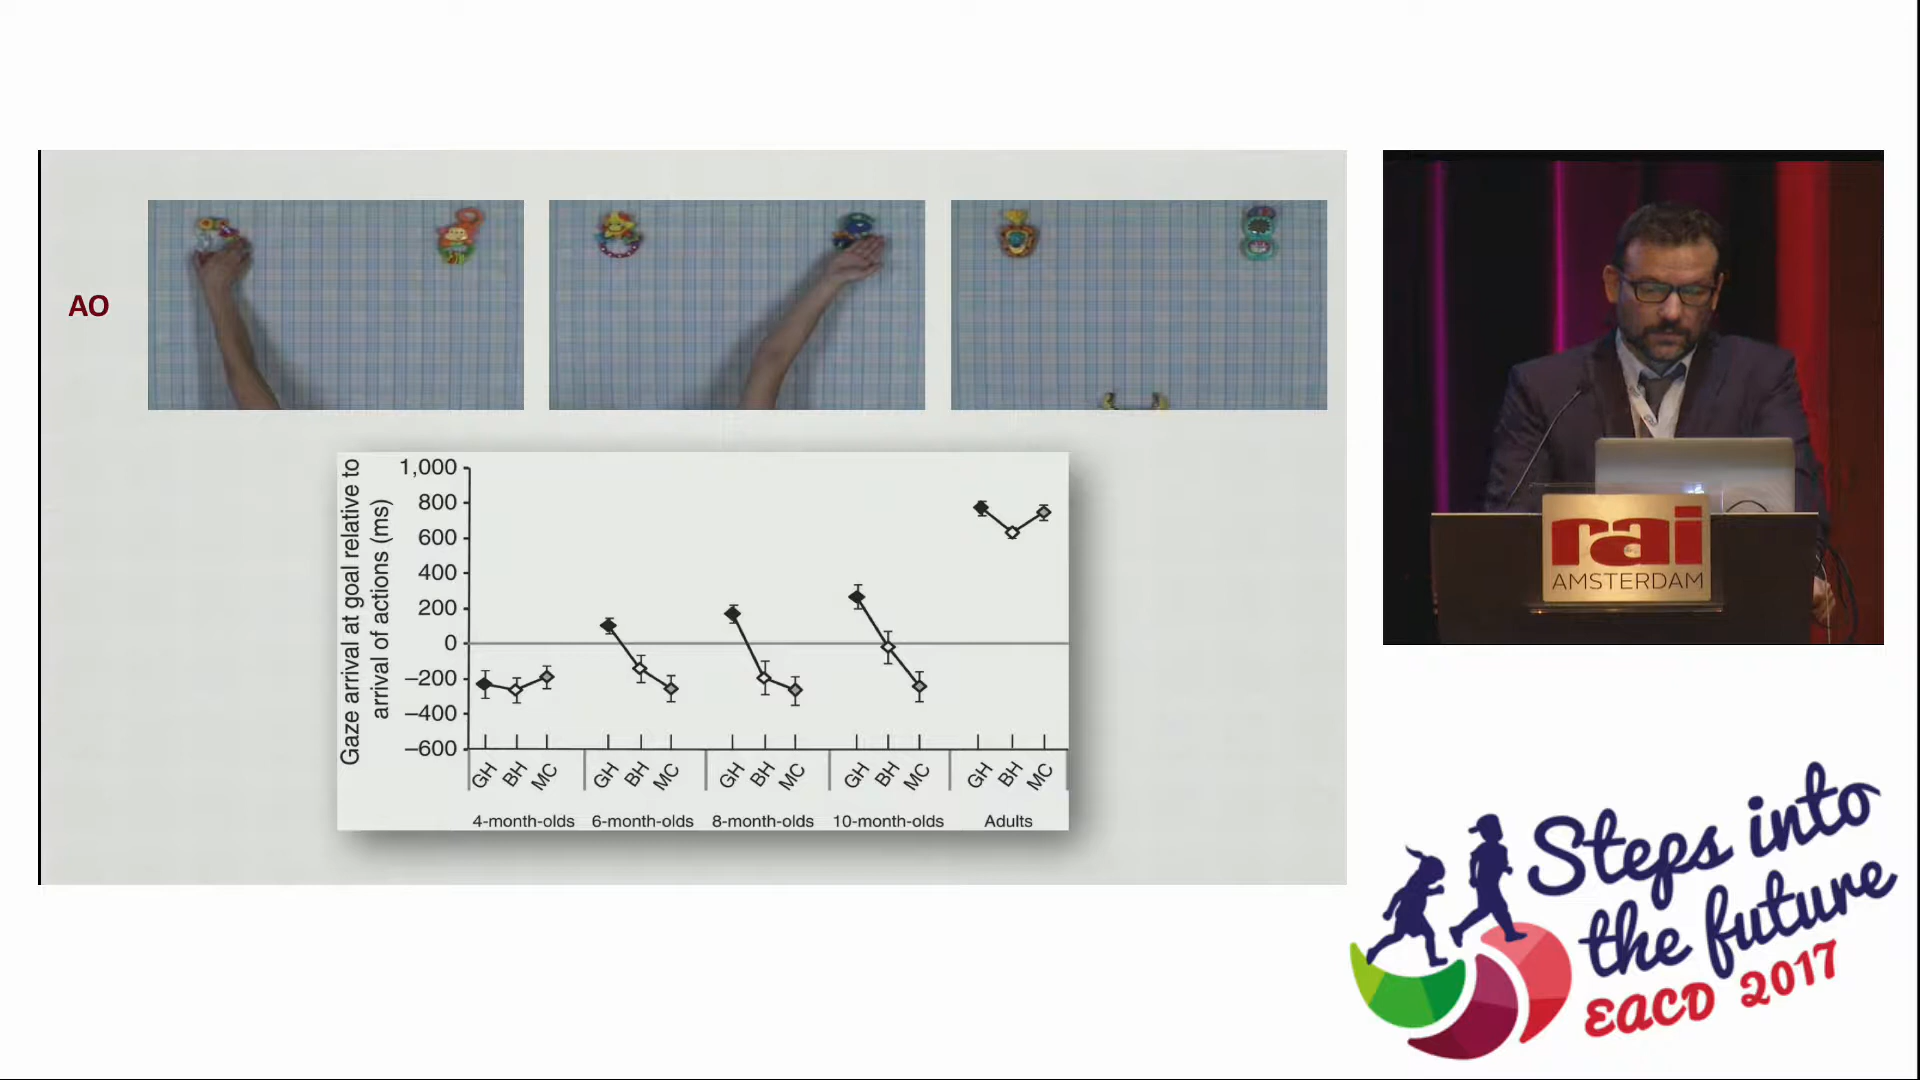 AO
Gaze arrival at goal relative to
arrival of actions (ms)
1,000
800
600
400
200
0
–200
–400
–600
GH BH MC GH BH MC GH BH MC GH BH MC GH BH MC
4-month-olds 6-month-olds 8-month-olds 10-month-olds Adults
rai
AMSTERDAM
Steps into
the future
EACD 2017